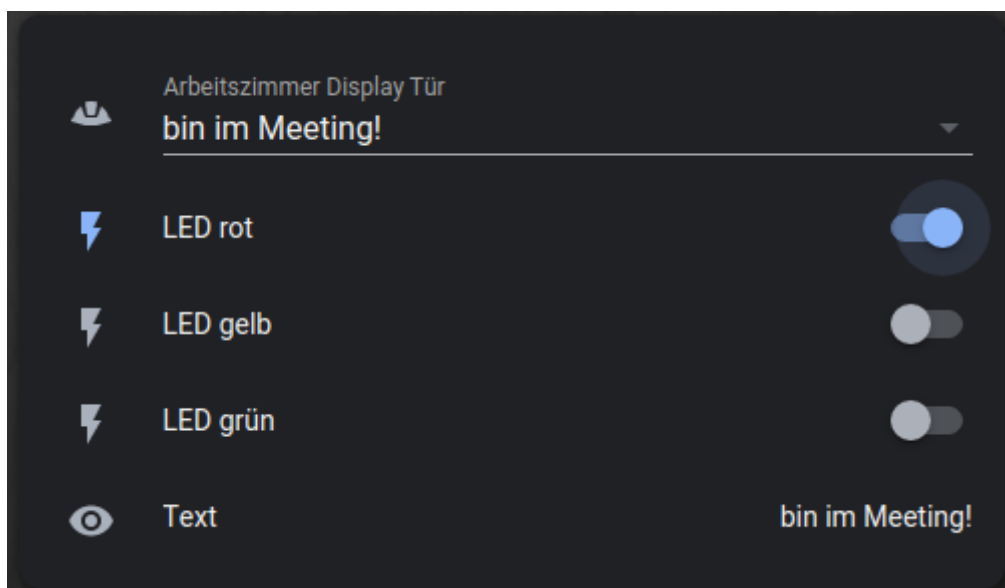 Arbeitszimmer Display Tür
bin im Meeting!
LED rot
LED gelb
LED grün
Text bin im Meeting!